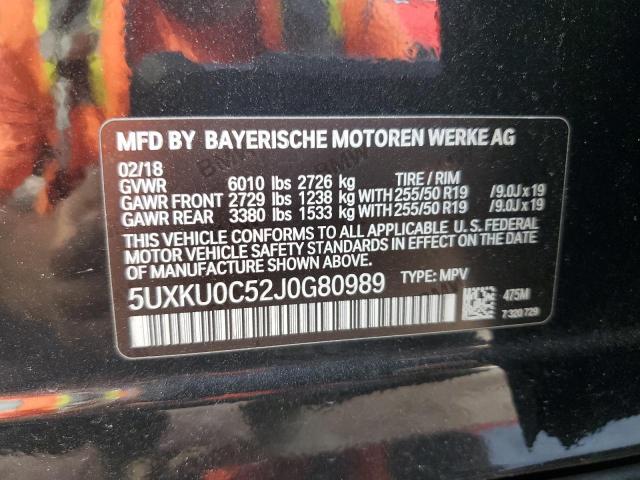 MFD BY BAYERISCHE MOTOREN WERKE AG
02/18
GVWR 6010 lbs 2726 kg TIRE / RIM
GAWR FRONT 2729 lbs 1238 kg WITH 255/50 R19 /9.0J x 19
GAWR REAR 3380 lbs 1533 kg WITH 255/50 R19 /9.0J x 19
THIS VEHICLE CONFORMS TO ALL APPLICABLE U. S. FEDERAL
MOTOR VEHICLE SAFETY STANDARDS IN EFFECT ON THE
DATE OF MANUFACTURE SHOWN ABOVE.
5UXKU0C52J0G80989 TYPE: MPV
475M
7 320 729